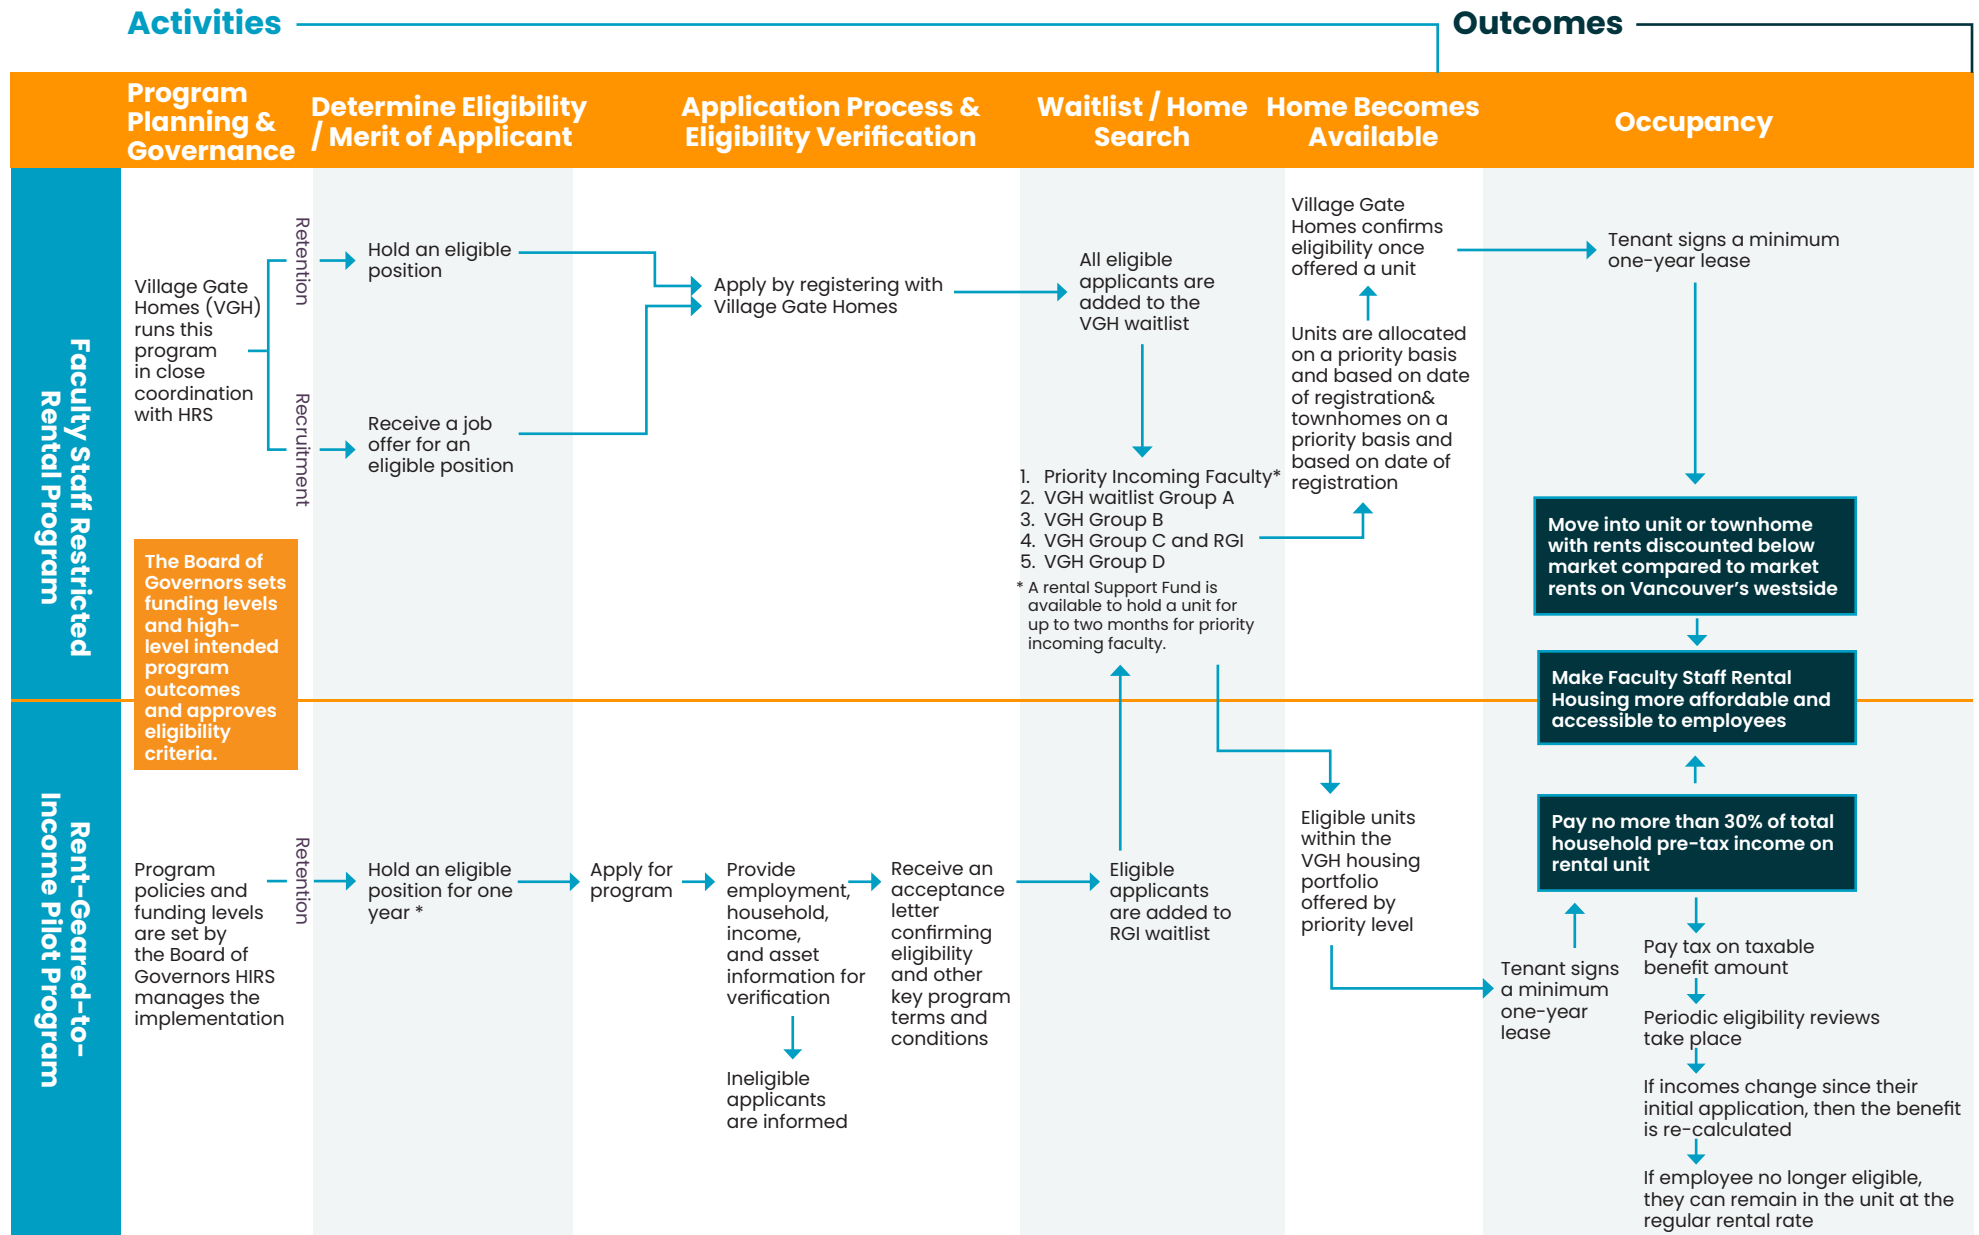 Activities
Outcomes
Program
Planning &
Governance
Determine Eligibility
/ Merit of Applicant
Application Process &
Eligibility Verification
Waitlist / Home
Search
Home Becomes
Available
Occupancy
Faculty Staff Restricted
Rental Program
Village Gate
Homes (VGH)
runs this
program
in close
coordination
with HRS
Retention
Recruitment
Hold an eligible
position
Receive a job
offer for an
eligible position
Apply by registering with
Village Gate Homes
All eligible
applicants are
added to the
VGH waitlist
1. Priority Incoming Faculty*
2. VGH waitlist Group A
3. VGH Group B
4. VGH Group C and RGI
5. VGH Group D
* A rental Support Fund is
available to hold a unit for
up to two months for priority
incoming faculty.
Village Gate
Homes confirms
eligibility once
offered a unit
Units are allocated
on a priority basis
and based on date
of registration&
townhomes on a
priority basis and
based on date of
registration
Tenant signs a minimum
one-year lease
Move into unit or townhome
with rents discounted below
market compared to market
rents on Vancouver's westside
Make Faculty Staff Rental
Housing more affordable and
accessible to employees
The Board of
Governors sets
funding levels
and high-
level intended
program
outcomes
and approves
eligibility
criteria.
Rent-Geared-to-
Income Pilot Program
Program
policies and
funding levels
are set by
the Board of
Governors HIRS
manages the
implementation
Retention
Hold an eligible
position for one
year *
Apply for
program
Provide
employment,
household,
income,
and asset
information for
verification
Ineligible
applicants
are informed
Receive an
acceptance
letter
confirming
eligibility
and other
key program
terms and
conditions
Eligible
applicants
are added to
RGI waitlist
Eligible units
within the
VGH housing
portfolio
offered by
priority level
Tenant signs
a minimum
one-year
lease
Pay no more than 30% of total
household pre-tax income on
rental unit
Pay tax on taxable
benefit amount
Periodic eligibility reviews
take place
If incomes change since their
initial application, then the benefit
is re-calculated
If employee no longer eligible,
they can remain in the unit at the
regular rental rate